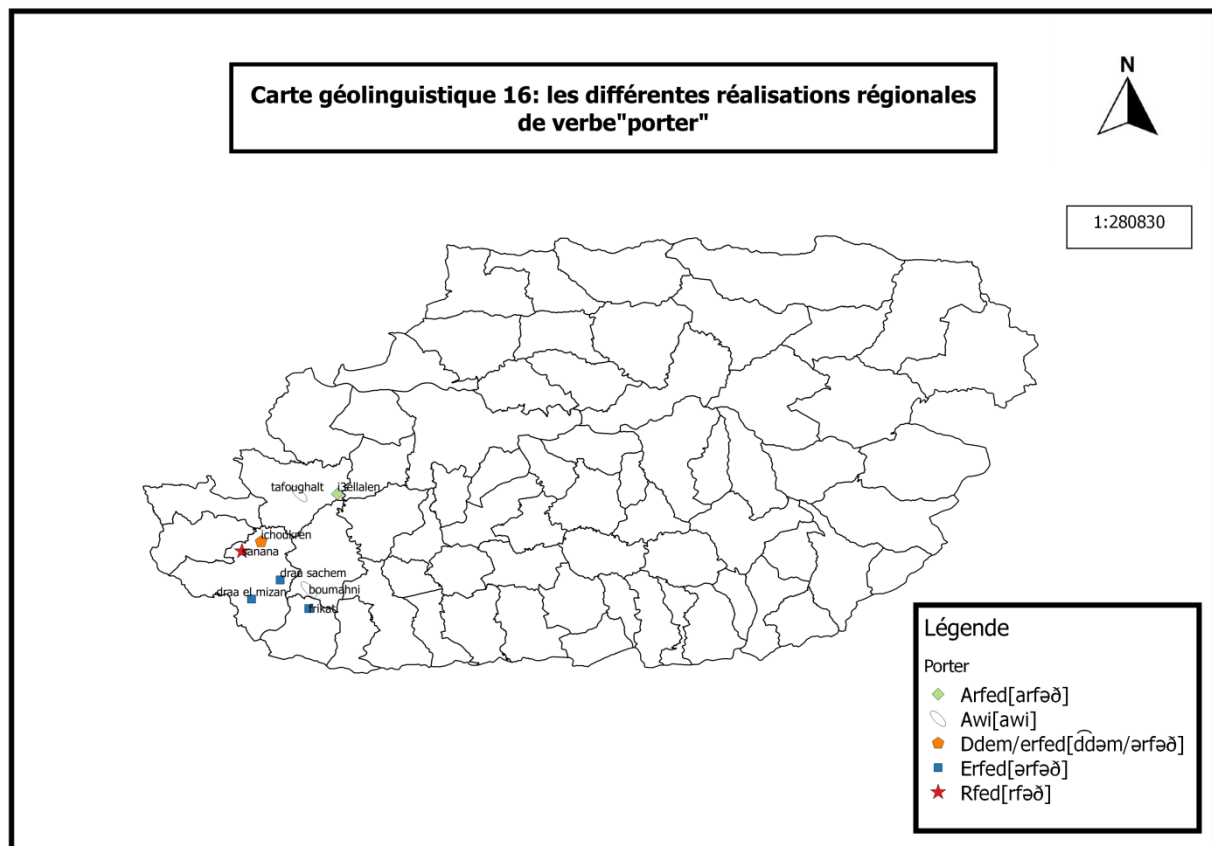 Carte géolinguistique 16: les différentes réalisations régionales
de verbe"porter"
N
1:280830
tafoughalt
i3ellalen
ichoukren
sanana
draa sachem
draa el mizan
boumahni
frikat
Légende
Porter
Arfed[arfəð]
Awi[awi]
Ddem/erfed[d͡dəm/ərfəð]
Erfed[ərfəð]
Rfed[rfəð]